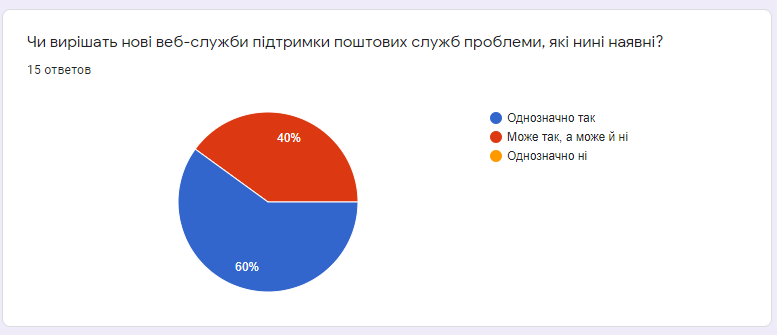 Чи вирішать нові веб-служби підтримки поштових служб проблеми, які нині наявні?
15 ответов
40%
60%
Однозначно так
Може так, а може й ні
Однозначно ні